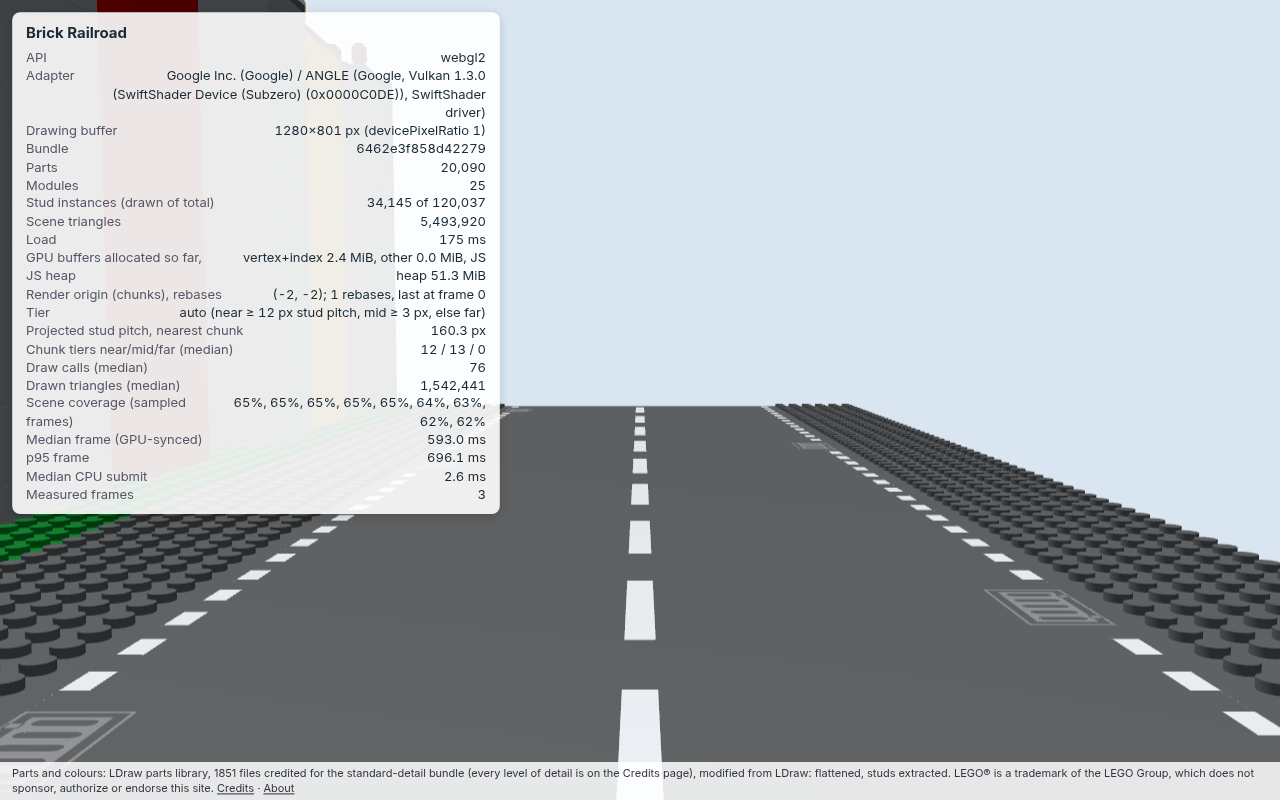 Brick Railroad
API webgl2
Adapter Google Inc. (Google) / ANGLE (Google, Vulkan 1.3.0
(SwiftShader Device (Subzero) (0x0000C0DE)), SwiftShader
driver)
Drawing buffer 1280×801 px (devicePixelRatio 1)
Bundle 6462e3f858d42279
Parts 20,090
Modules 25
Stud instances (drawn of total) 34,145 of 120,037
Scene triangles 5,493,920
Load 175 ms
GPU buffers allocated so far, vertex+index 2.4 MiB, other 0.0 MiB, JS
JS heap heap 51.3 MiB
Render origin (chunks), rebases (-2, -2); 1 rebases, last at frame 0
Tier auto (near ≥ 12 px stud pitch, mid ≥ 3 px, else far)
Projected stud pitch, nearest chunk 160.3 px
Chunk tiers near/mid/far (median) 12 / 13 / 0
Draw calls (median) 76
Drawn triangles (median) 1,542,441
Scene coverage (sampled 65%, 65%, 65%, 65%, 65%, 64%, 63%,
frames) 62%, 62%
Median frame (GPU-synced) 593.0 ms
p95 frame 696.1 ms
Median CPU submit 2.6 ms
Measured frames 3
Parts and colours: LDraw parts library, 1851 files credited for the standard-detail bundle (every level of detail is on the Credits page), modified from LDraw: flattened, studs extracted. LEGO® is a trademark of the LEGO Group, which does not
sponsor, authorize or endorse this site. Credits · About